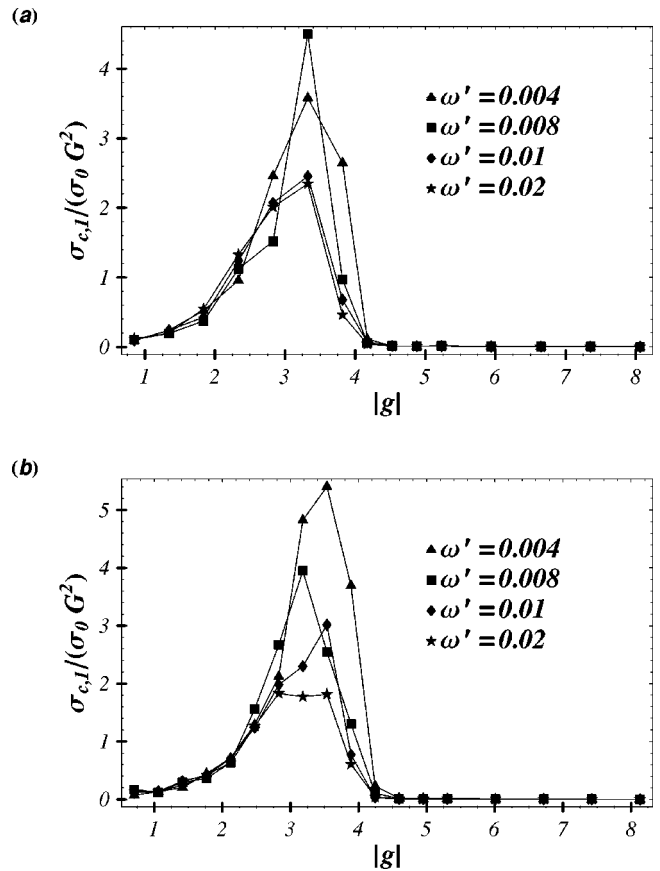 (a)
σc,1/(σ0 G²)
4
3
2
1
0
ω' = 0.004
ω' = 0.008
ω' = 0.01
ω' = 0.02
1 2 3 4 5 6 7 8
|g|
(b)
σc,1/(σ0 G²)
5
4
3
2
1
0
ω' = 0.004
ω' = 0.008
ω' = 0.01
ω' = 0.02
1 2 3 4 5 6 7 8
|g|